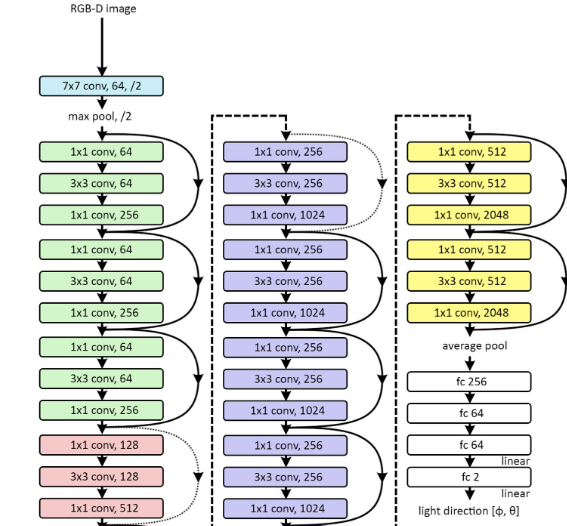 RGB-D image
7x7 conv, 64, /2
max pool, /2
1x1 conv, 64
3x3 conv, 64
1x1 conv, 256
1x1 conv, 64
3x3 conv, 64
1x1 conv, 256
1x1 conv, 64
3x3 conv, 64
1x1 conv, 256
1x1 conv, 128
3x3 conv, 128
1x1 conv, 512
1x1 conv, 256
3x3 conv, 256
1x1 conv, 1024
1x1 conv, 256
3x3 conv, 256
1x1 conv, 1024
1x1 conv, 256
3x3 conv, 256
1x1 conv, 1024
1x1 conv, 256
3x3 conv, 256
1x1 conv, 1024
1x1 conv, 512
3x3 conv, 512
1x1 conv, 2048
1x1 conv, 512
3x3 conv, 512
1x1 conv, 2048
average pool
fc 256
fc 64
fc 64
linear
fc 2
linear
light direction [ϕ, θ]